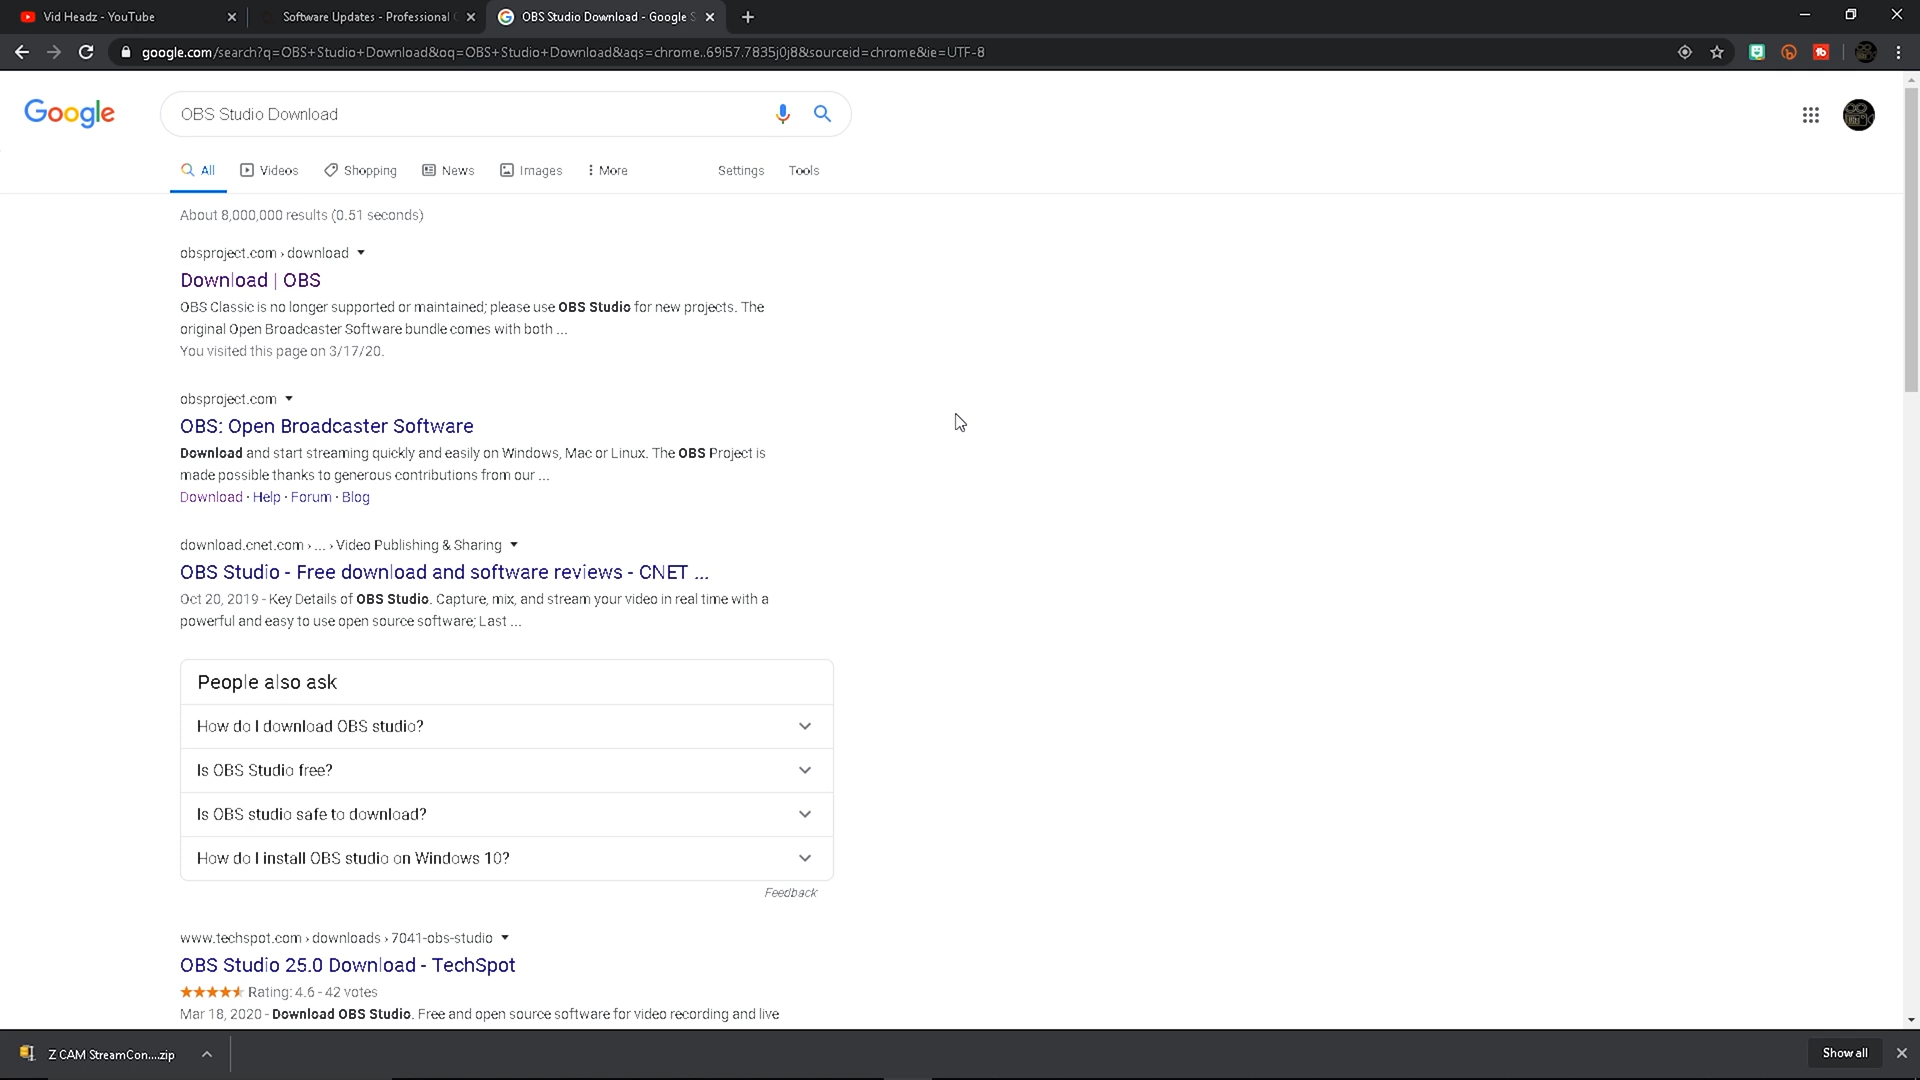 Vid Headz - YouTube
Software Updates - Professional
OBS Studio Download - Google S
google.com/search?q=OBS+Studio+Download&oq=OBS+Studio+Download&aqs=chrome..69i57.7835j0j8&sourceid=chrome&ie=UTF-8
Google
OBS Studio Download
All Videos Shopping News Images More Settings Tools
About 8,000,000 results (0.51 seconds)
obsproject.com › download
Download | OBS
OBS Classic is no longer supported or maintained; please use OBS Studio for new projects. The
original Open Broadcaster Software bundle comes with both ...
You visited this page on 3/17/20.
obsproject.com
OBS: Open Broadcaster Software
Download and start streaming quickly and easily on Windows, Mac or Linux. The OBS Project is
made possible thanks to generous contributions from our ...
Download · Help · Forum · Blog
download.cnet.com › ... › Video Publishing & Sharing
OBS Studio - Free download and software reviews - CNET ...
Oct 20, 2019 - Key Details of OBS Studio. Capture, mix, and stream your video in real time with a
powerful and easy to use open source software; Last ...
People also ask
How do I download OBS studio?
Is OBS Studio free?
Is OBS studio safe to download?
How do I install OBS studio on Windows 10?
Feedback
www.techspot.com › downloads › 7041-obs-studio
OBS Studio 25.0 Download - TechSpot
Rating: 4.6 - 42 votes
Mar 18, 2020 - Download OBS Studio. Free and open source software for video recording and live
Z CAM StreamCon....zip
Show all